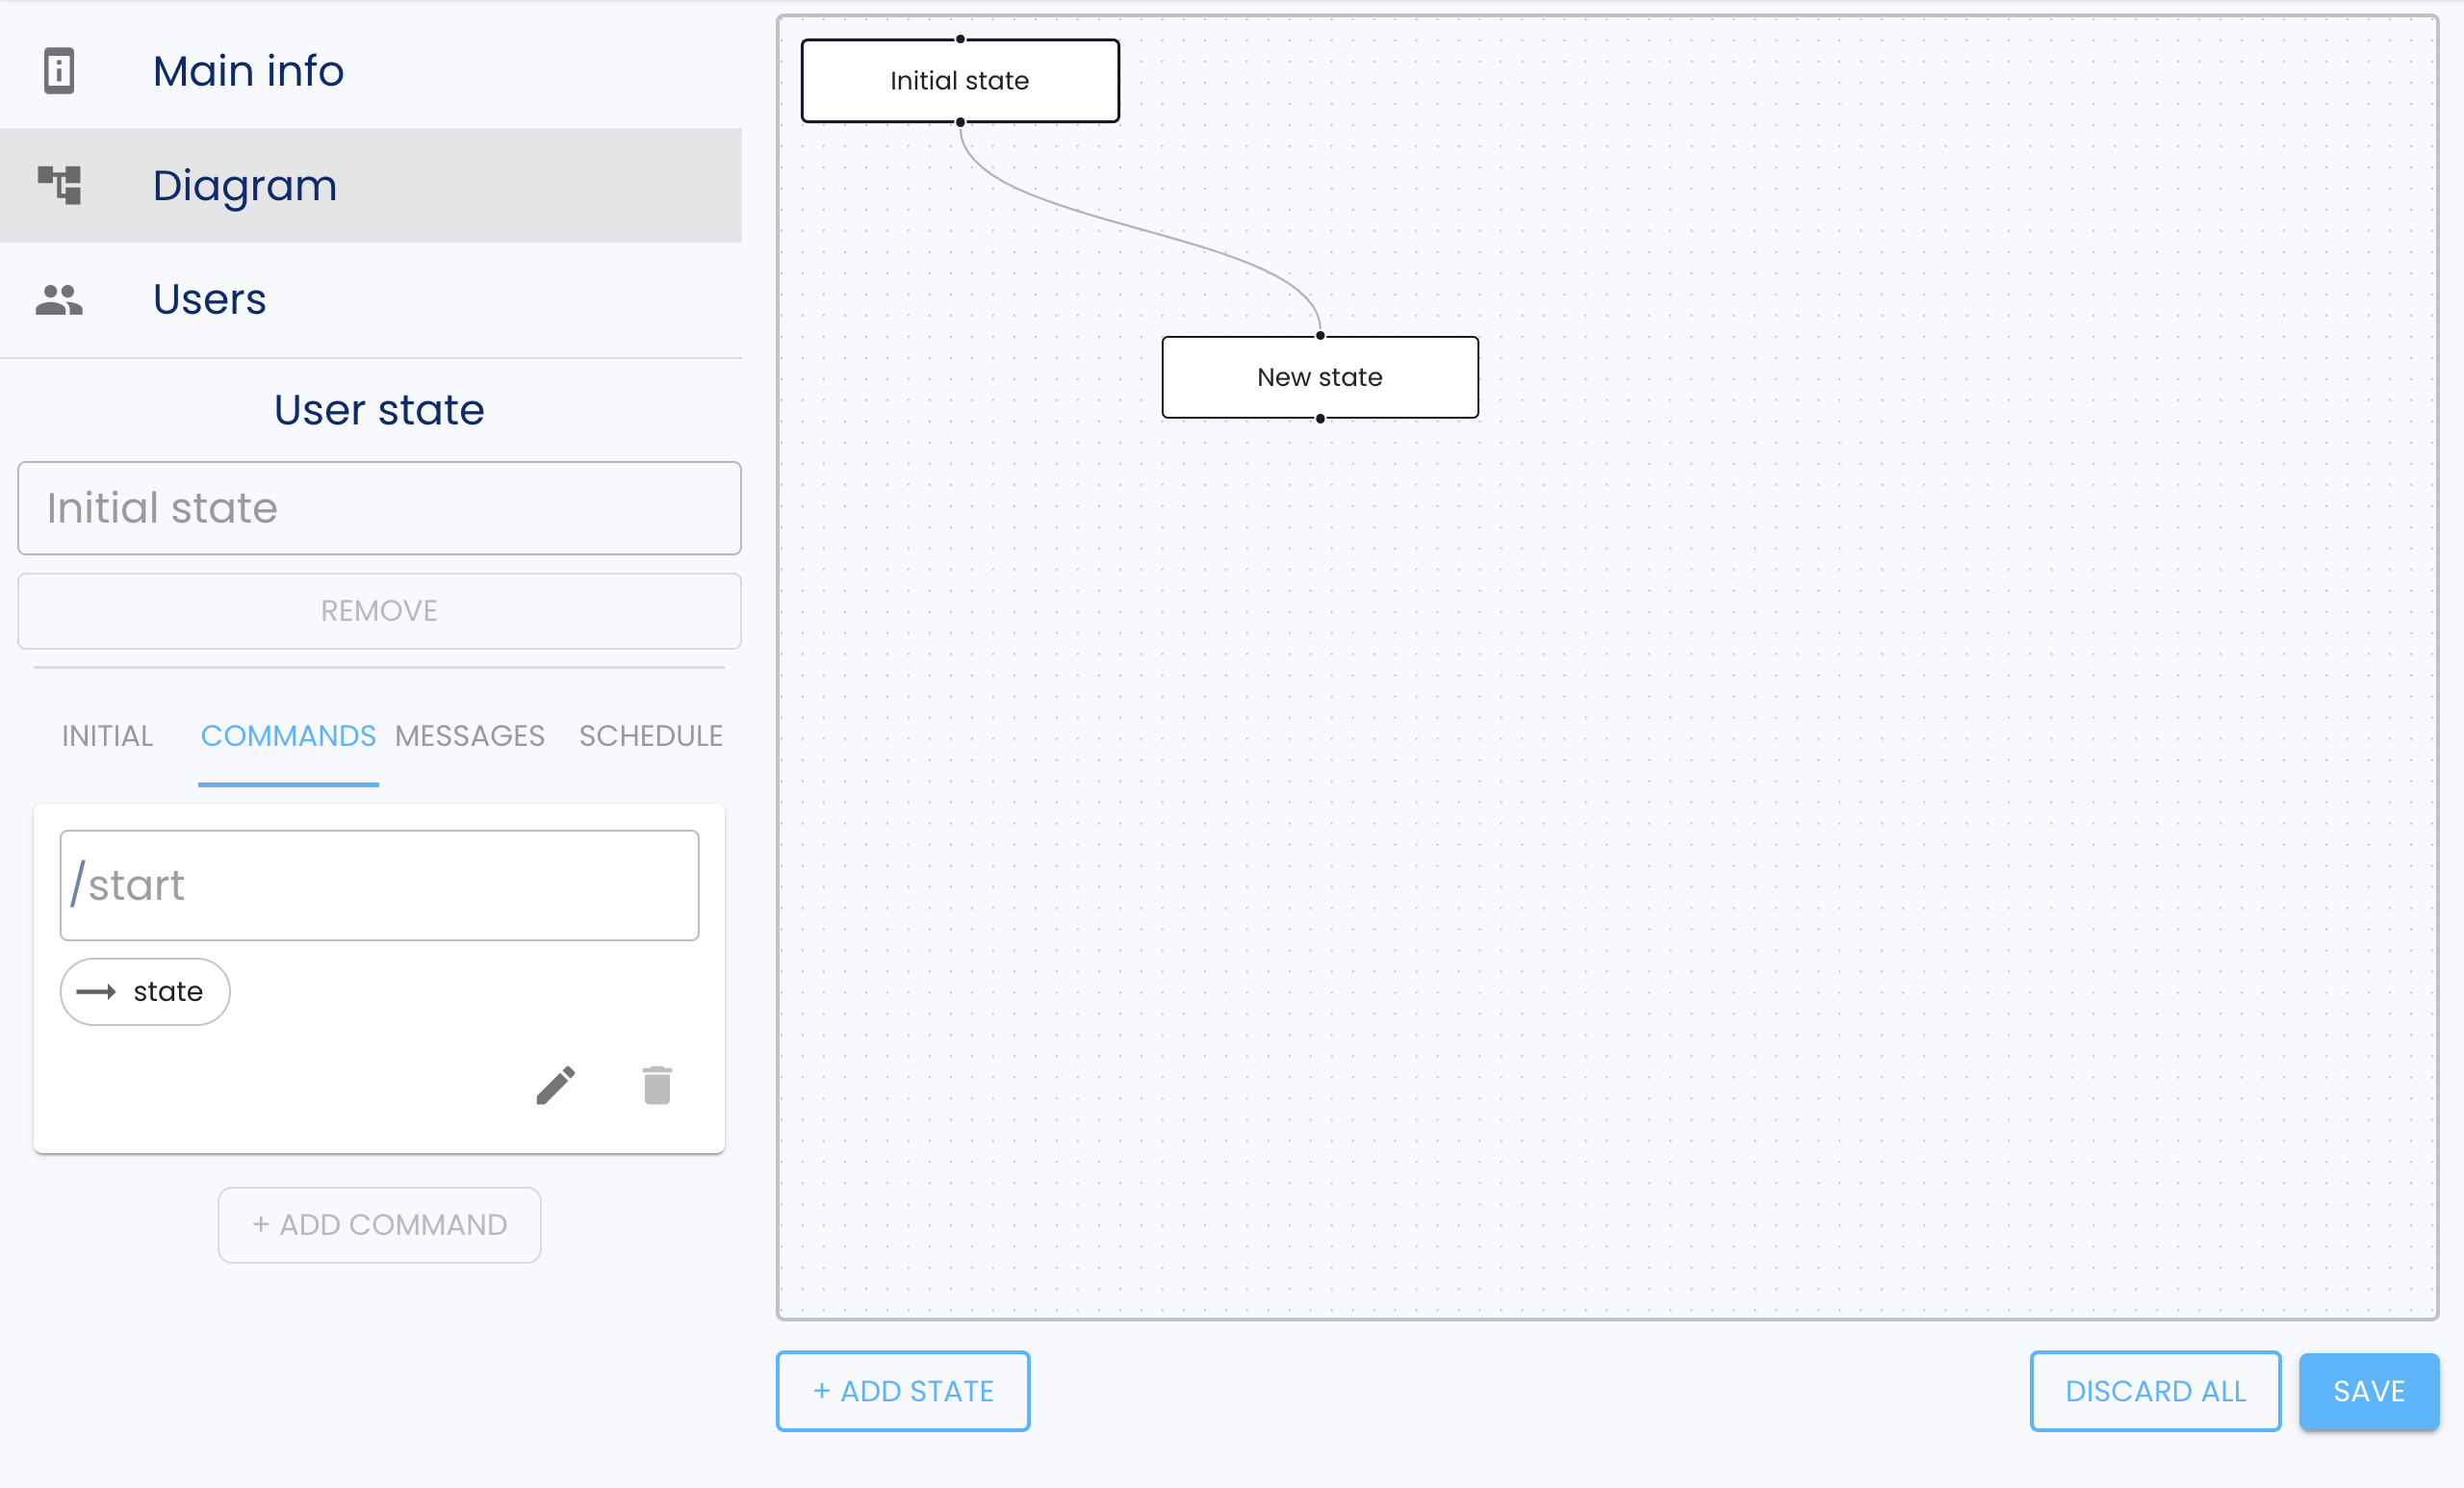 Main info
Diagram
Users
User state
Initial state
REMOVE
INITIAL COMMANDS MESSAGES SCHEDULE
/start
state
+ ADD COMMAND
Initial state
New state
+ ADD STATE
DISCARD ALL
SAVE